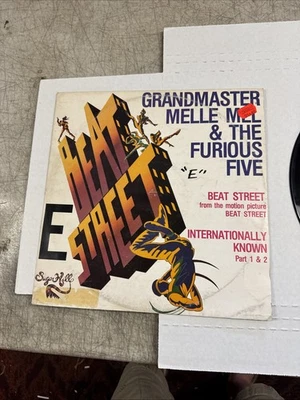 GRANDMASTER
MELLE MEL
& THE
FURIOUS
FIVE
"E"
BEAT STREET
from the motion picture
BEAT STREET
INTERNATIONALLY
KNOWN
Part 1 & 2
BEAT
STREET
E
Sugar Hill